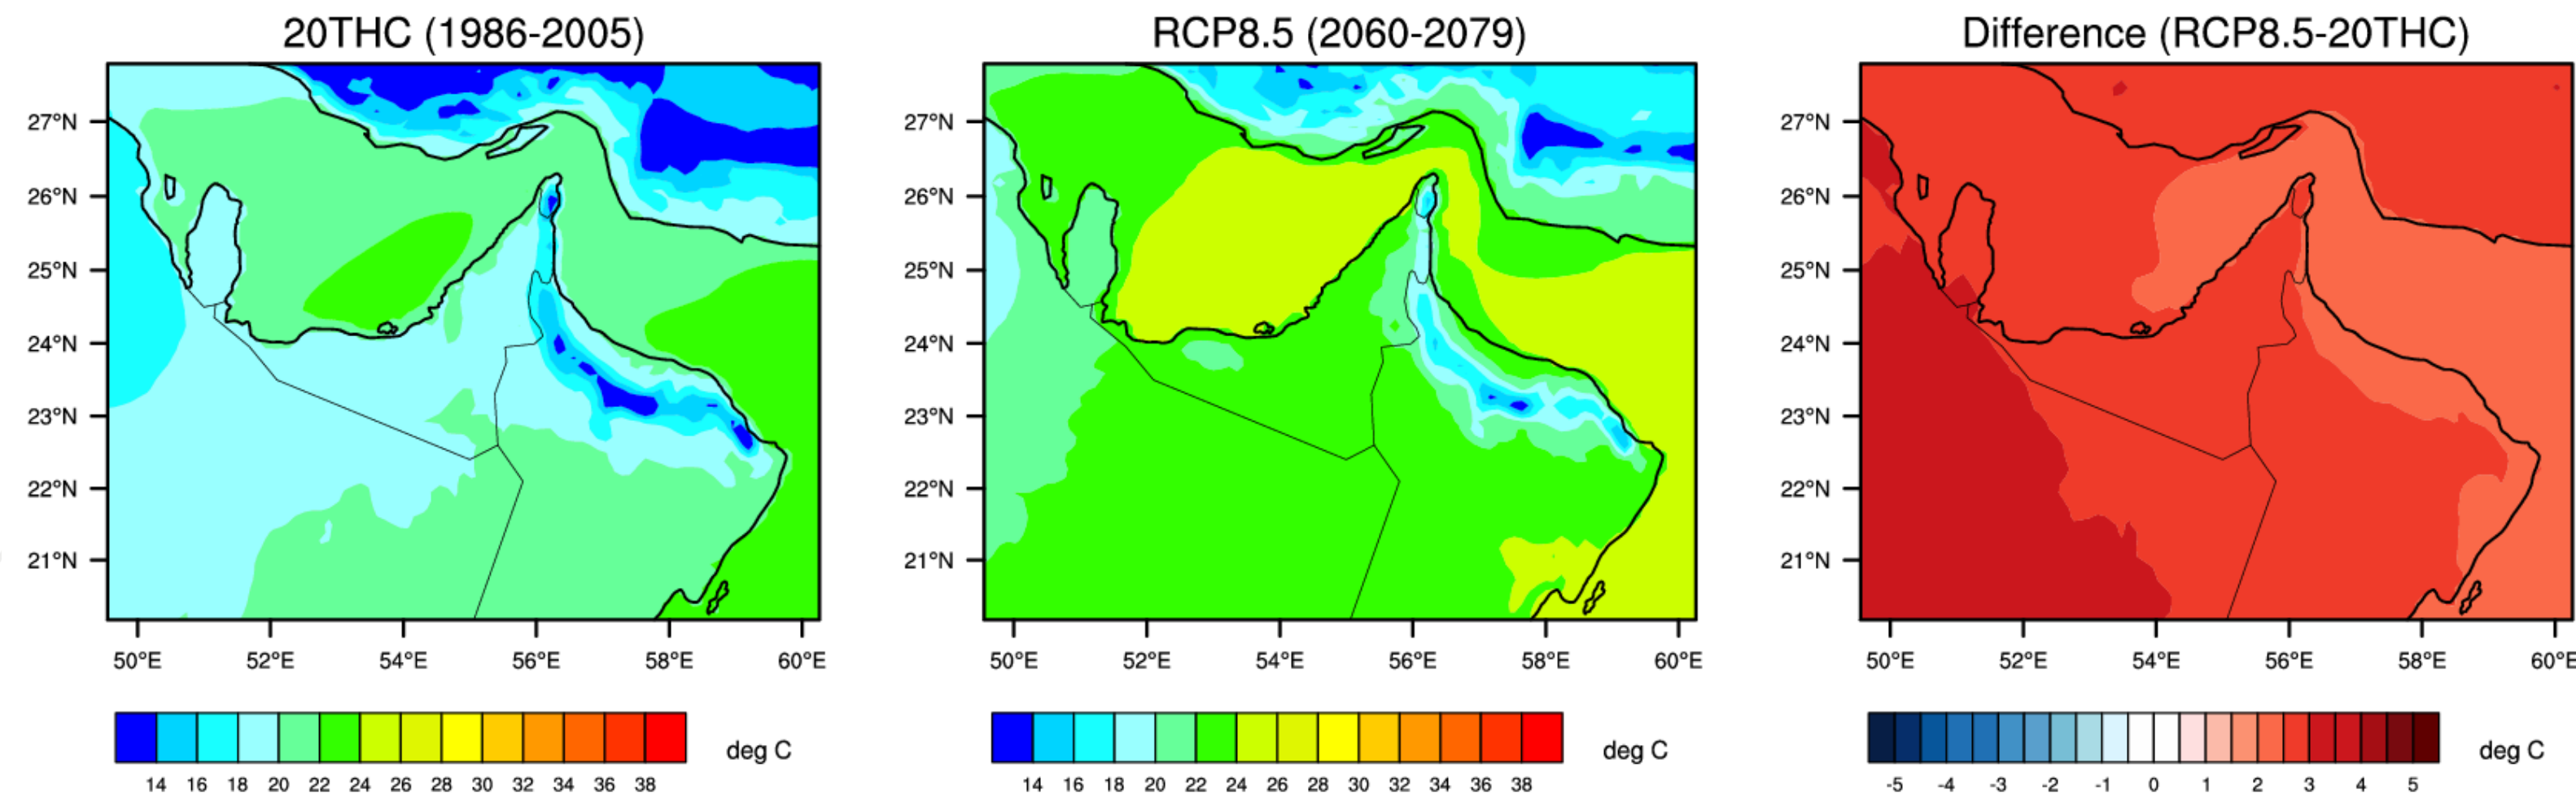 20THC (1986-2005)
27°N
26°N
25°N
24°N
23°N
22°N
21°N
50°E 52°E 54°E 56°E 58°E 60°E
14 16 18 20 22 24 26 28 30 32 34 36 38
deg C
RCP8.5 (2060-2079)
27°N
26°N
25°N
24°N
23°N
22°N
21°N
50°E 52°E 54°E 56°E 58°E 60°E
14 16 18 20 22 24 26 28 30 32 34 36 38
deg C
Difference (RCP8.5-20THC)
27°N
26°N
25°N
24°N
23°N
22°N
21°N
50°E 52°E 54°E 56°E 58°E 60°E
-5 -4 -3 -2 -1 0 1 2 3 4 5
deg C